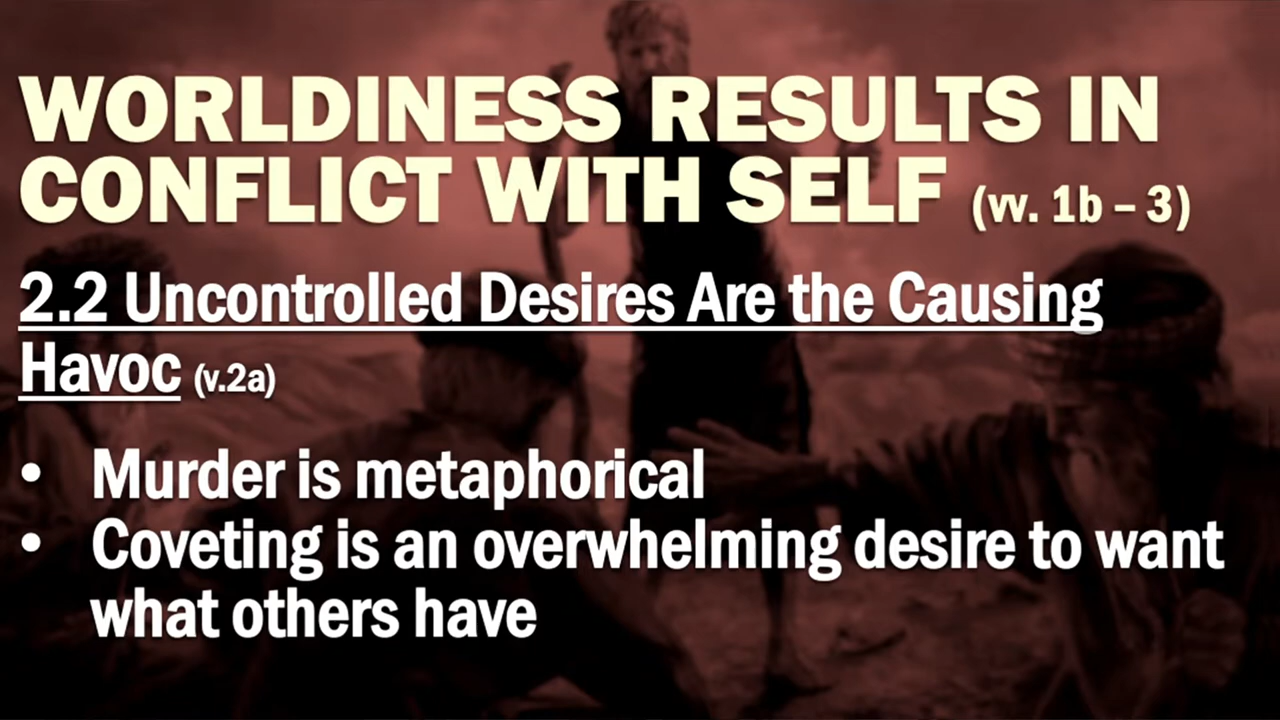 WORLDINESS RESULTS IN
CONFLICT WITH SELF (vv. 1b – 3)
2.2 Uncontrolled Desires Are the Causing
Havoc (v.2a)
• Murder is metaphorical
• Coveting is an overwhelming desire to want
what others have